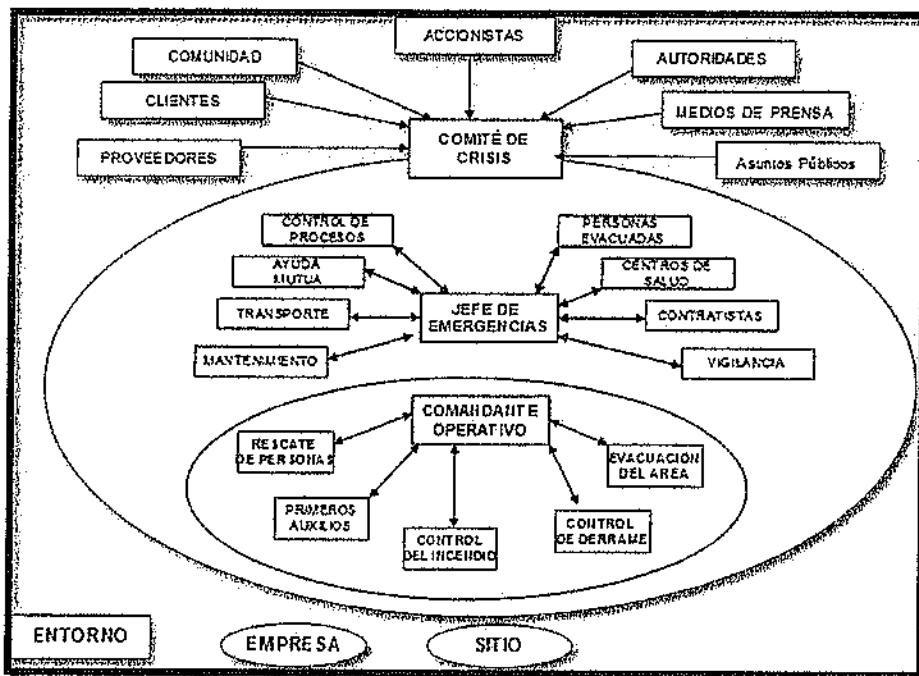 ACCIONISTAS
COMUNIDAD
AUTORIDADES
CLIENTES
MEDIOS DE PRENSA
COMITÉ DE
CRISIS
PROVEEDORES
Asuntos Públicos
CONTROL DE
PROCESOS
PERSONAS
EVACUADAS
AYUDA
MUTUA
CENTROS DE
SALUD
JEFE DE
EMERGENCIAS
TRANSPORTE
CONTRATISTAS
MANTENIMIENTO
VIGILANCIA
COMANDANTE
OPERATIVO
RESCATE
DE PERSONAS
EVACUACIÓN
DEL AREA
PRIMEROS
AUXILIOS
CONTROL
DEL INCENDIO
CONTROL
DE DERRAME
ENTORNO
EMPRESA
SITIO